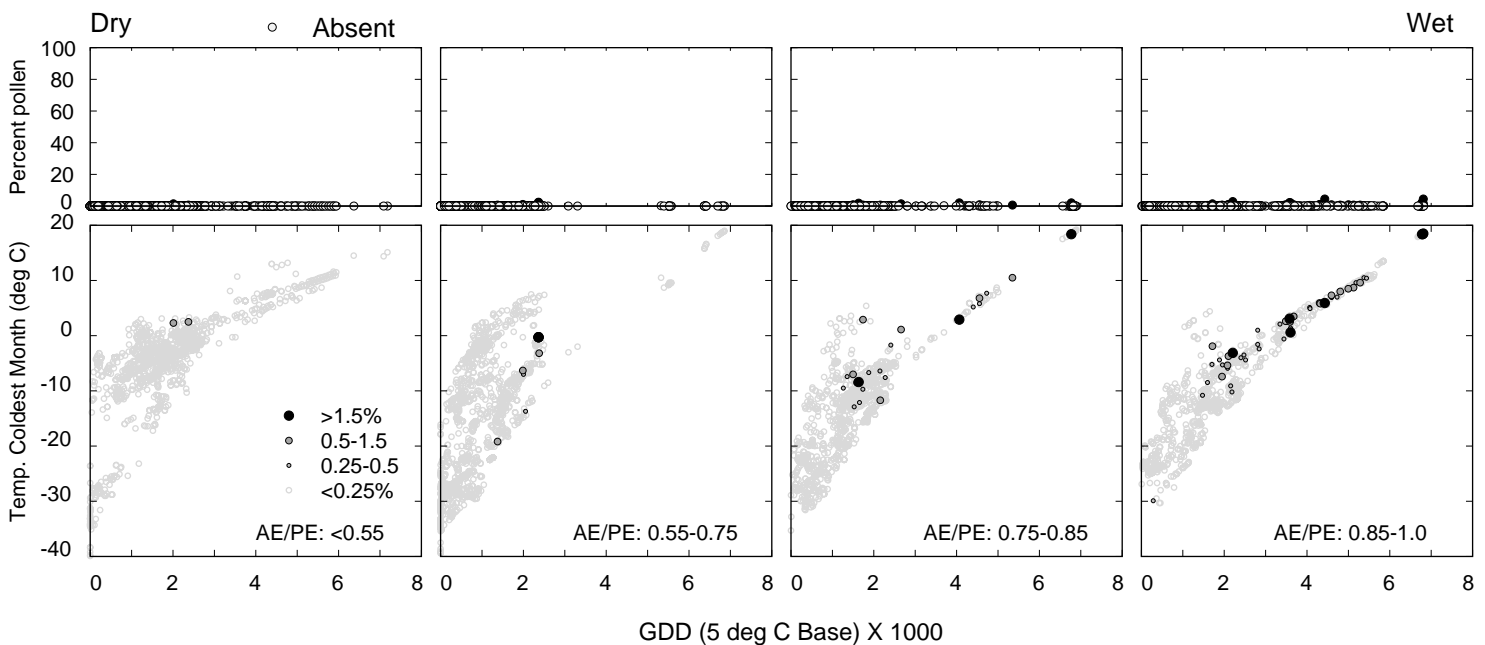 Dry Absent Wet
Percent pollen
100
80
60
40
20
0
Temp. Coldest Month (deg C)
20
10
0
-10
-20
-30
-40
>1.5%
0.5-1.5
0.25-0.5
<0.25%
AE/PE: <0.55 AE/PE: 0.55-0.75 AE/PE: 0.75-0.85 AE/PE: 0.85-1.0
0 2 4 6 8 0 2 4 6 8 0 2 4 6 8 0 2 4 6 8
GDD (5 deg C Base) X 1000